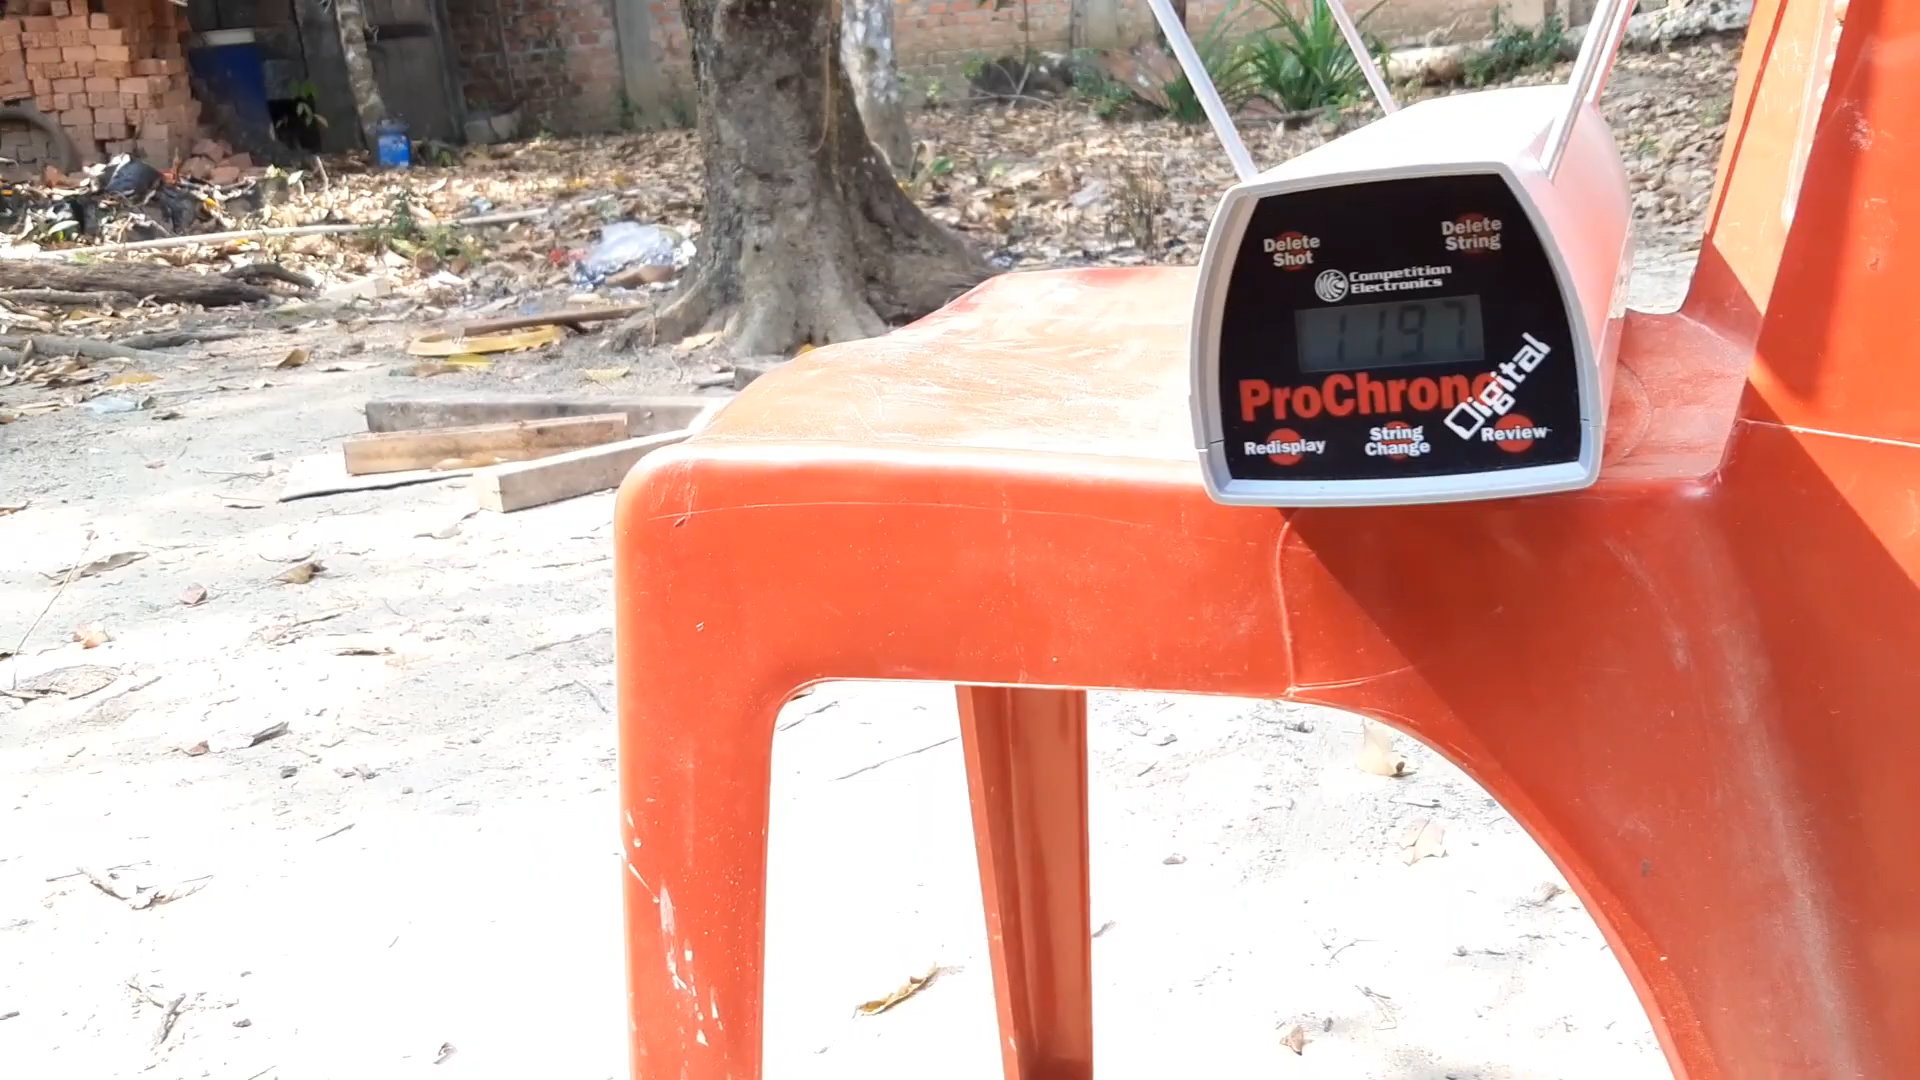 Delete
Shot
Delete
String
Competition
Electronics
1197
ProChrono
Digital
Redisplay
String
Change
Review